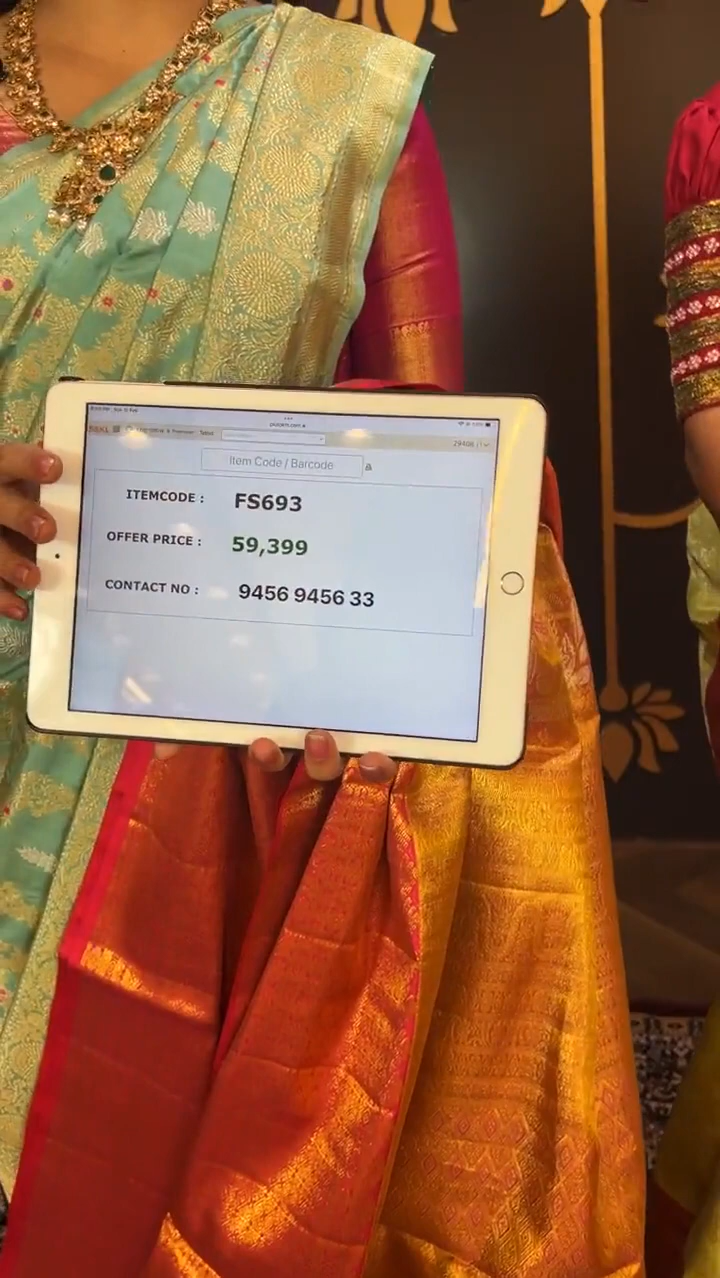 Item Code / Barcode
ITEMCODE : FS693
OFFER PRICE : 59,399
CONTACT NO : 9456 9456 33